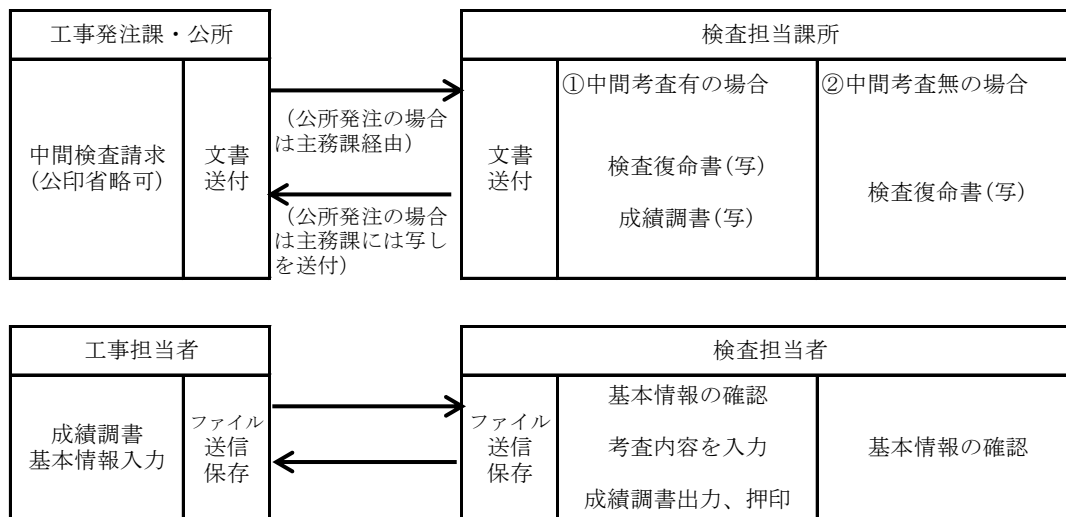 工事発注課・公所
検査担当課所
中間検査請求
(公印省略可)
文書
送付
（公所発注の場合
は主務課経由）
（公所発注の場合
は主務課には写し
を送付）
文書
送付
①中間考査有の場合
検査復命書(写)
成績調書(写)
②中間考査無の場合
検査復命書(写)
工事担当者
検査担当者
成績調書
基本情報入力
ファイル
送信
保存
ファイル
送信
保存
基本情報の確認
考査内容を入力
成績調書出力、押印
基本情報の確認